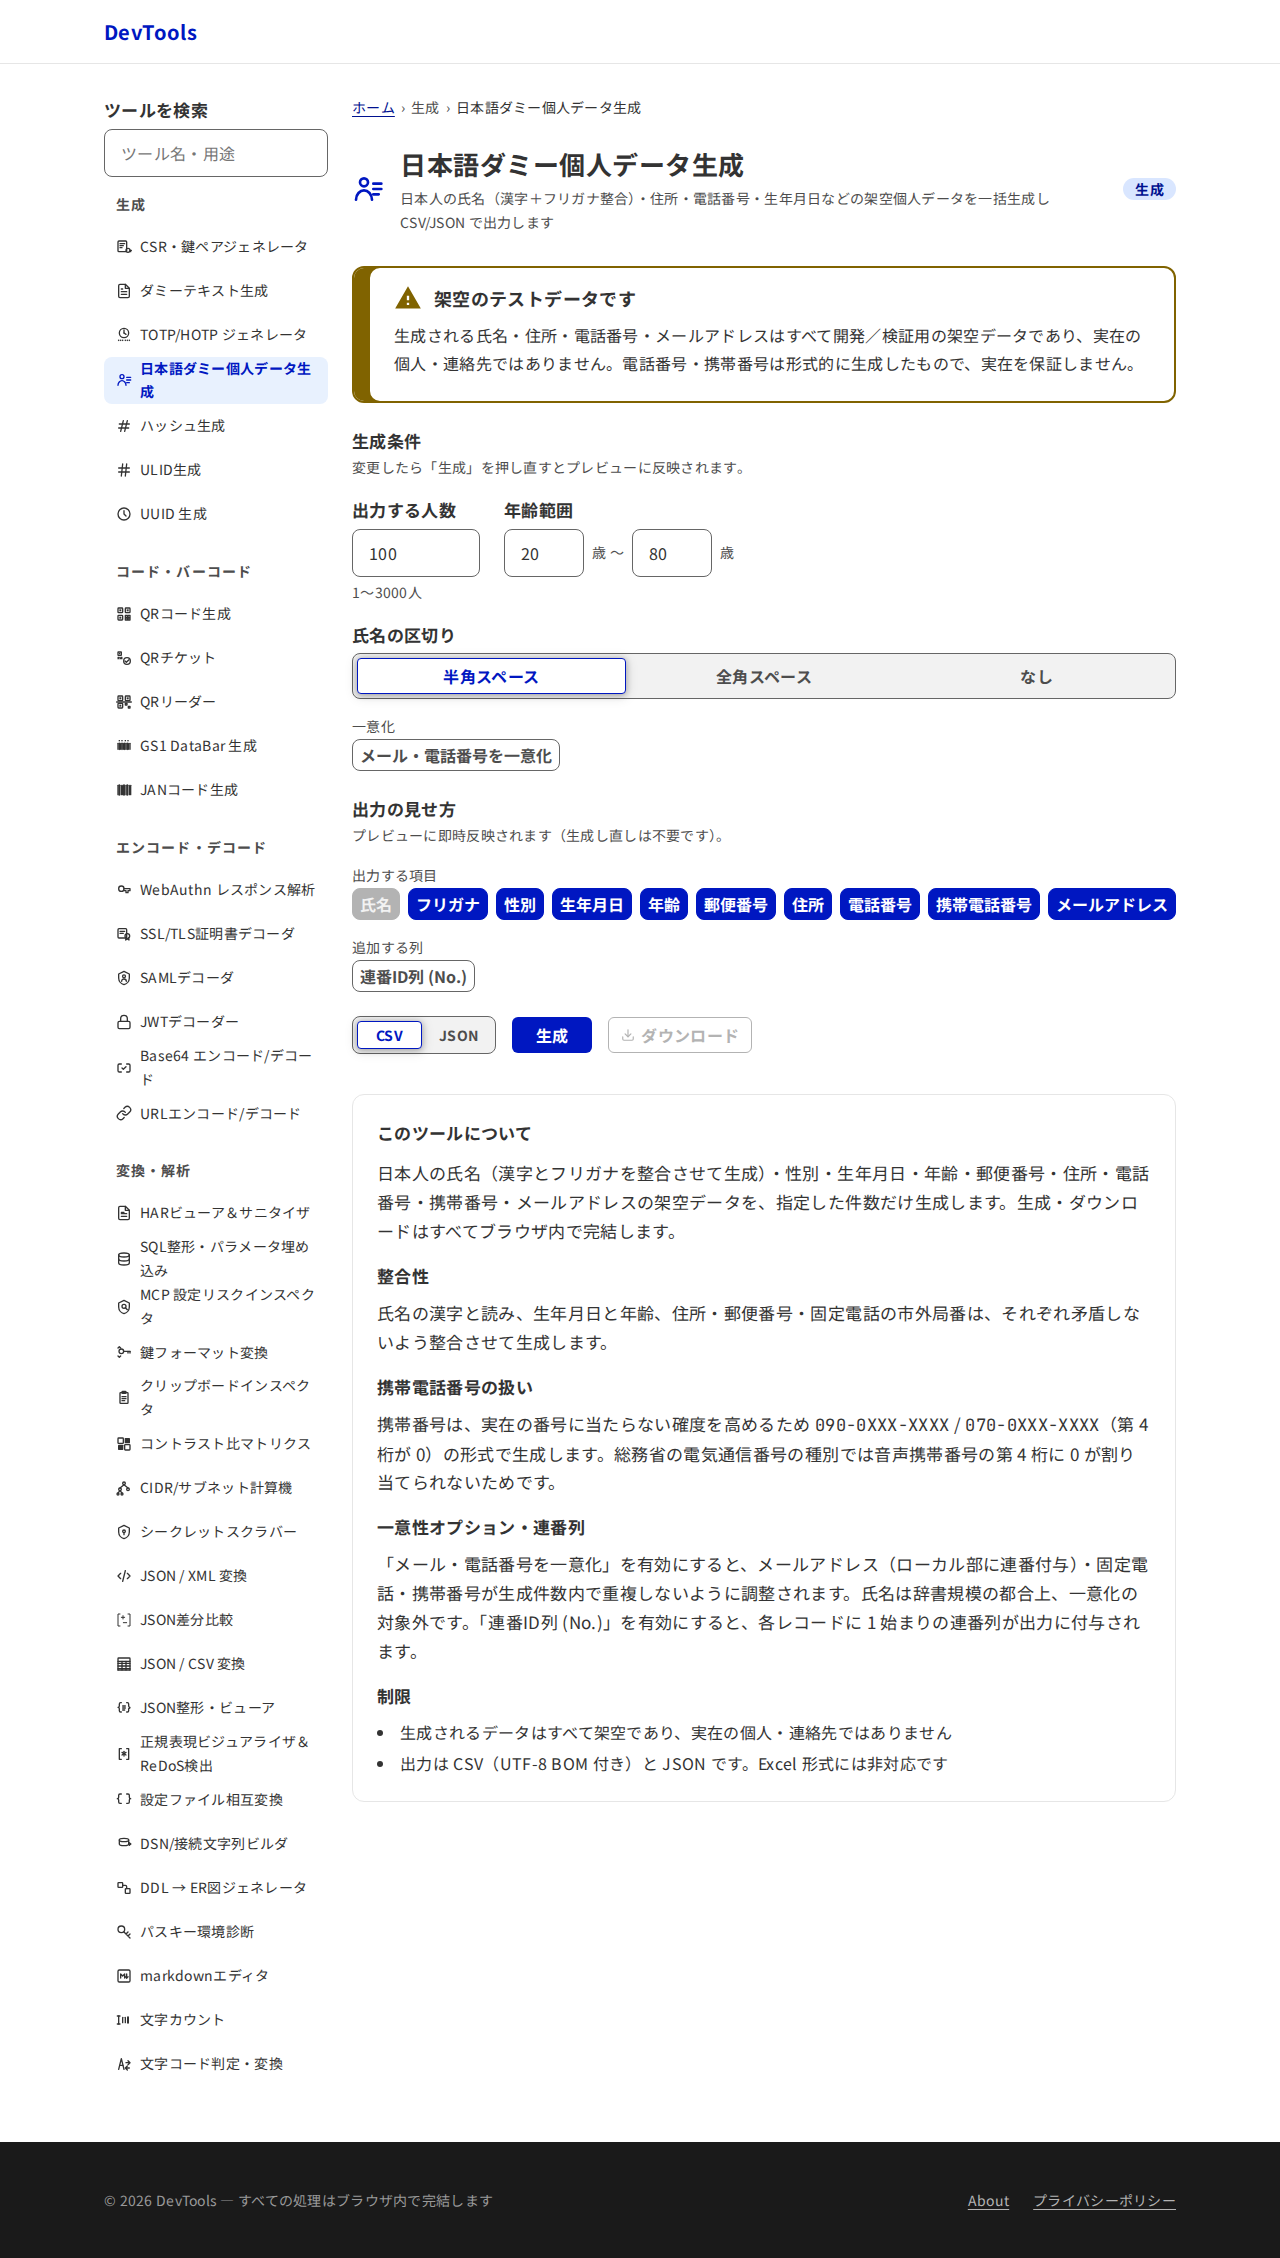 DevTools
ツールを検索
ツール名・用途
生成
CSR・鍵ペアジェネレータ
ダミーテキスト生成
TOTP/HOTP ジェネレータ
日本語ダミー個人データ生
成
ハッシュ生成
ULID生成
UUID 生成
コード・バーコード
QRコード生成
QRチケット
QRリーダー
GS1 DataBar 生成
JANコード生成
エンコード・デコード
WebAuthn レスポンス解析
SSL/TLS証明書デコーダ
SAMLデコーダ
JWTデコーダー
Base64 エンコード/デコー
ド
URLエンコード/デコード
変換・解析
HARビューア&サニタイザ
SQL整形・パラメータ埋め
込み
MCP 設定リスクインスペク
タ
鍵フォーマット変換
クリップボードインスペク
タ
コントラスト比マトリクス
CIDR/サブネット計算機
シークレットスクラバー
JSON / XML 変換
JSON差分比較
JSON / CSV 変換
JSON整形・ビューア
正規表現ビジュアライザ&
ReDoS検出
設定ファイル相互変換
DSN/接続文字列ビルダ
DDL → ER図ジェネレータ
パスキー環境診断
markdownエディタ
文字カウント
文字コード判定・変換
ホーム › 生成 › 日本語ダミー個人データ生成
日本語ダミー個人データ生成
日本人の氏名（漢字＋フリガナ整合）・住所・電話番号・生年月日などの架空個人データを一括生成し
CSV/JSON で出力します
生成
架空のテストデータです
生成される氏名・住所・電話番号・メールアドレスはすべて開発／検証用の架空データであり、実在の
個人・連絡先ではありません。電話番号・携帯番号は形式的に生成したもので、実在を保証しません。
生成条件
変更したら「生成」を押し直すとプレビューに反映されます。
出力する人数 年齢範囲
100 20 歳 〜 80 歳
1〜3000人
氏名の区切り
半角スペース 全角スペース なし
一意化
メール・電話番号を一意化
出力の見せ方
プレビューに即時反映されます（生成し直しは不要です）。
出力する項目
氏名 フリガナ 性別 生年月日 年齢 郵便番号 住所 電話番号 携帯電話番号 メールアドレス
追加する列
連番ID列 (No.)
CSV JSON 生成 ダウンロード
このツールについて
日本人の氏名（漢字とフリガナを整合させて生成）・性別・生年月日・年齢・郵便番号・住所・電話
番号・携帯番号・メールアドレスの架空データを、指定した件数だけ生成します。生成・ダウンロ
ードはすべてブラウザ内で完結します。
整合性
氏名の漢字と読み、生年月日と年齢、住所・郵便番号・固定電話の市外局番は、それぞれ矛盾しな
いよう整合させて生成します。
携帯電話番号の扱い
携帯番号は、実在の番号に当たらない確度を高めるため 090-0XXX-XXXX / 070-0XXX-XXXX（第 4
桁が 0）の形式で生成します。総務省の電気通信番号の種別では音声携帯番号の第 4 桁に 0 が割り
当てられないためです。
一意性オプション・連番列
「メール・電話番号を一意化」を有効にすると、メールアドレス（ローカル部に連番付与）・固定電
話・携帯番号が生成件数内で重複しないように調整されます。氏名は辞書規模の都合上、一意化の
対象外です。「連番ID列 (No.)」を有効にすると、各レコードに 1 始まりの連番列が出力に付与され
ます。
制限
• 生成されるデータはすべて架空であり、実在の個人・連絡先ではありません
• 出力は CSV（UTF-8 BOM 付き）と JSON です。Excel 形式には非対応です
© 2026 DevTools — すべての処理はブラウザ内で完結します
About プライバシーポリシー